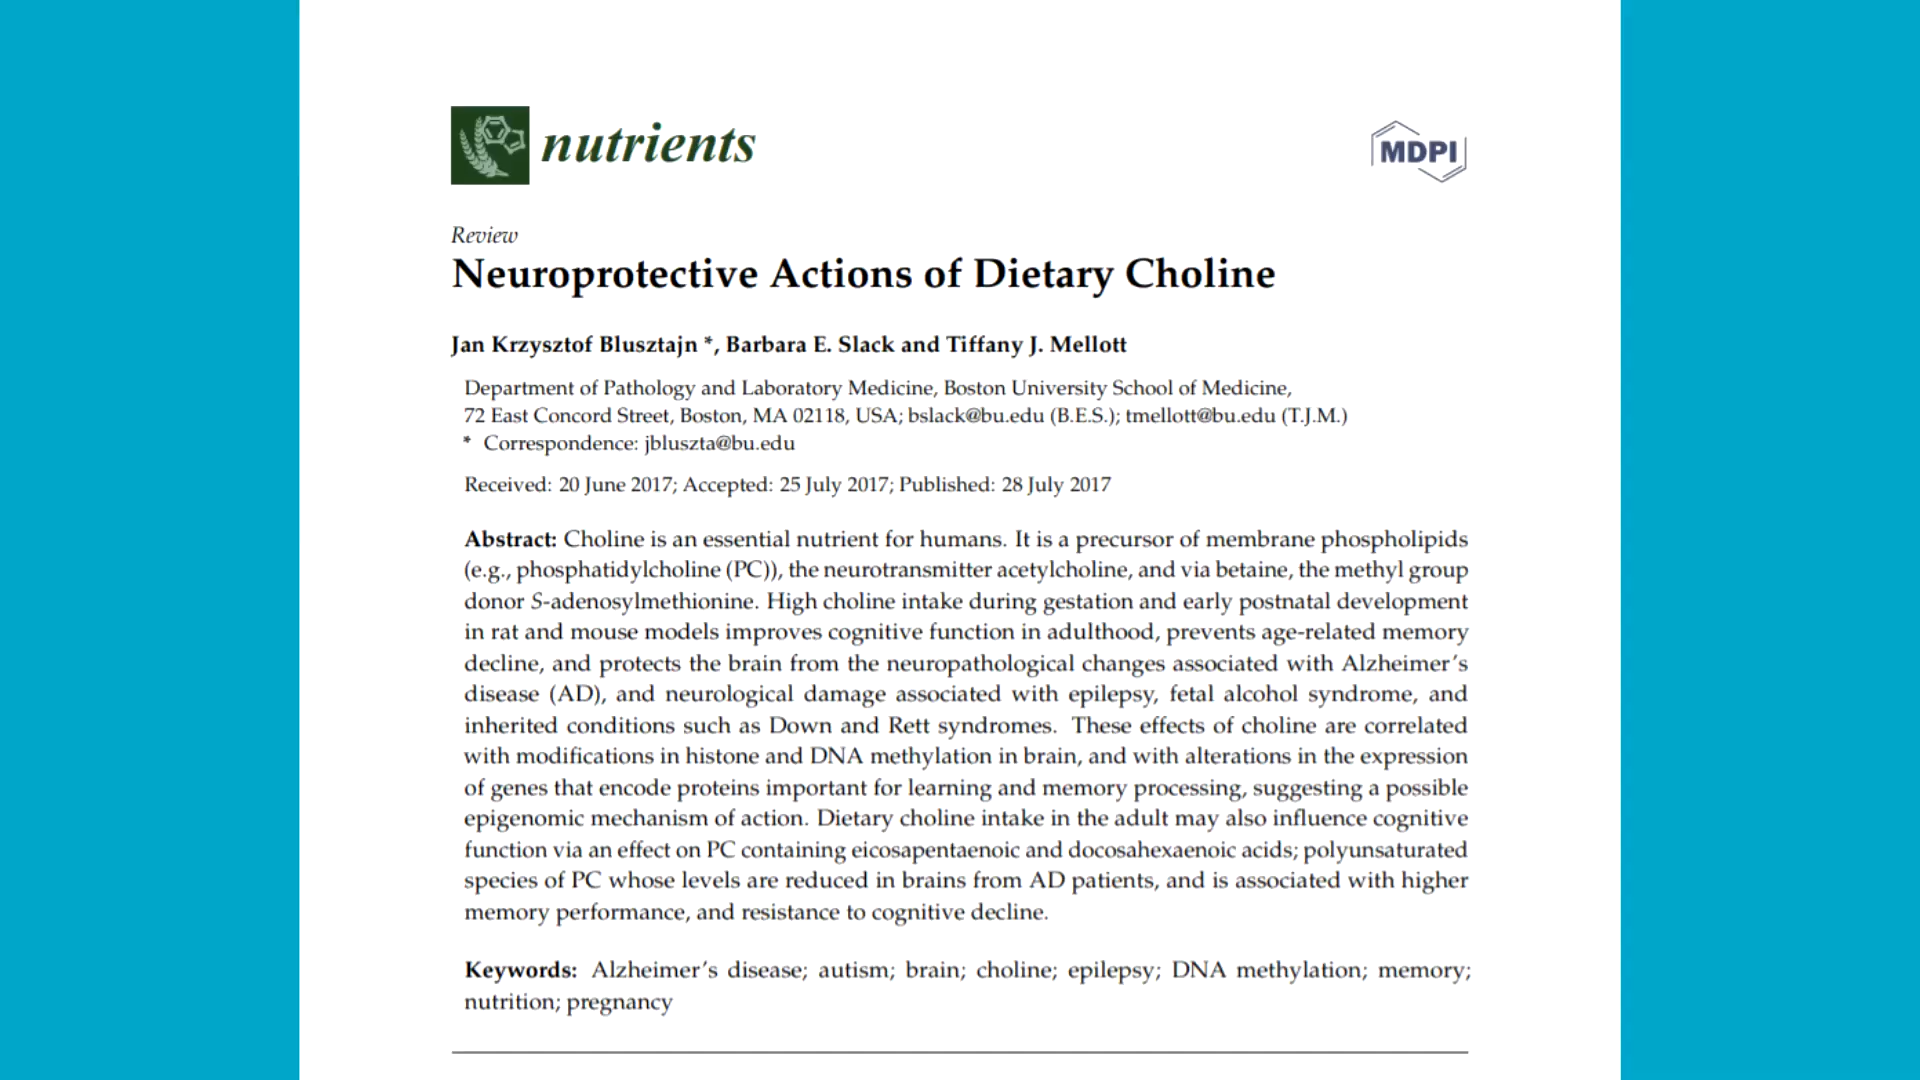 nutrients
MDPI
Review
Neuroprotective Actions of Dietary Choline
Jan Krzysztof Blusztajn *, Barbara E. Slack and Tiffany J. Mellott
Department of Pathology and Laboratory Medicine, Boston University School of Medicine,
72 East Concord Street, Boston, MA 02118, USA; bslack@bu.edu (B.E.S.); tmellott@bu.edu (T.J.M.)
* Correspondence: jbluszta@bu.edu
Received: 20 June 2017; Accepted: 25 July 2017; Published: 28 July 2017
Abstract: Choline is an essential nutrient for humans. It is a precursor of membrane phospholipids
(e.g., phosphatidylcholine (PC)), the neurotransmitter acetylcholine, and via betaine, the methyl group
donor S-adenosylmethionine. High choline intake during gestation and early postnatal development
in rat and mouse models improves cognitive function in adulthood, prevents age-related memory
decline, and protects the brain from the neuropathological changes associated with Alzheimer's
disease (AD), and neurological damage associated with epilepsy, fetal alcohol syndrome, and
inherited conditions such as Down and Rett syndromes. These effects of choline are correlated
with modifications in histone and DNA methylation in brain, and with alterations in the expression
of genes that encode proteins important for learning and memory processing, suggesting a possible
epigenomic mechanism of action. Dietary choline intake in the adult may also influence cognitive
function via an effect on PC containing eicosapentaenoic and docosahexaenoic acids; polyunsaturated
species of PC whose levels are reduced in brains from AD patients, and is associated with higher
memory performance, and resistance to cognitive decline.
Keywords: Alzheimer's disease; autism; brain; choline; epilepsy; DNA methylation; memory;
nutrition; pregnancy